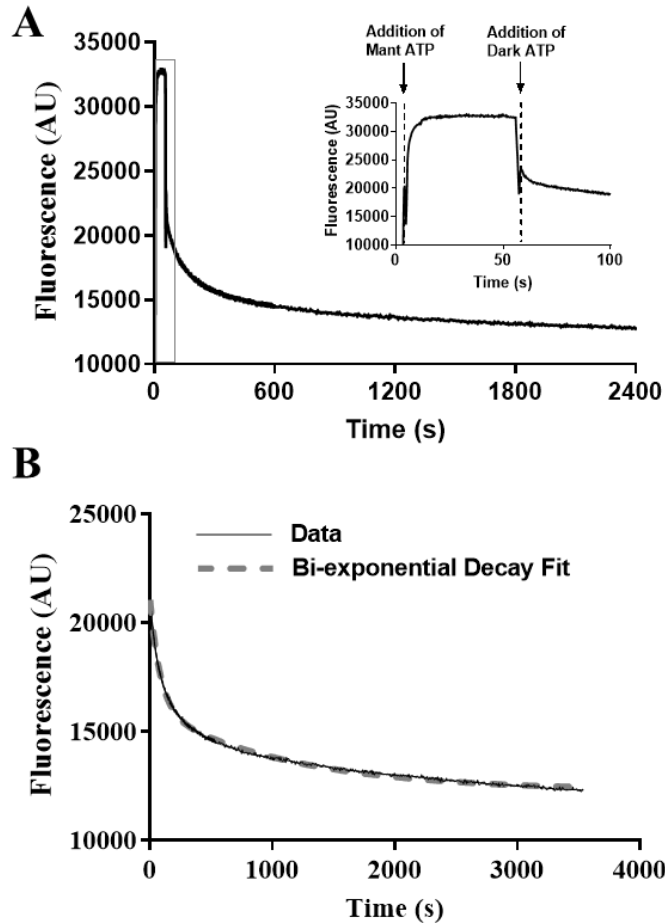 A
Fluorescence (AU)
35000
30000
25000
20000
15000
10000
0
600
1200
1800
2400
Time (s)
Addition of
Mant ATP
Addition of
Dark ATP
Fluorescence (AU)
35000
30000
25000
20000
15000
10000
0
50
100
Time (s)
B
Fluorescence (AU)
25000
20000
15000
10000
0
1000
2000
3000
4000
Time (s)
Data
Bi-exponential Decay Fit